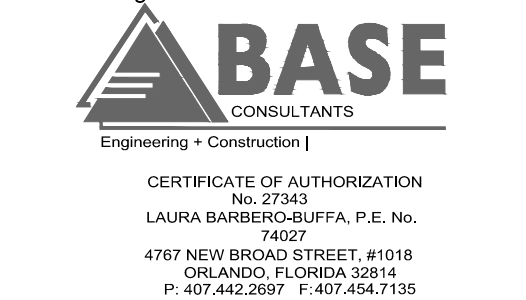 BASE
CONSULTANTS
Engineering + Construction |
CERTIFICATE OF AUTHORIZATION
No. 27343
LAURA BARBERO-BUFFA, P.E. No.
74027
4767 NEW BROAD STREET, #1018
ORLANDO, FLORIDA 32814
P: 407.442.2697 F:407.454.7135